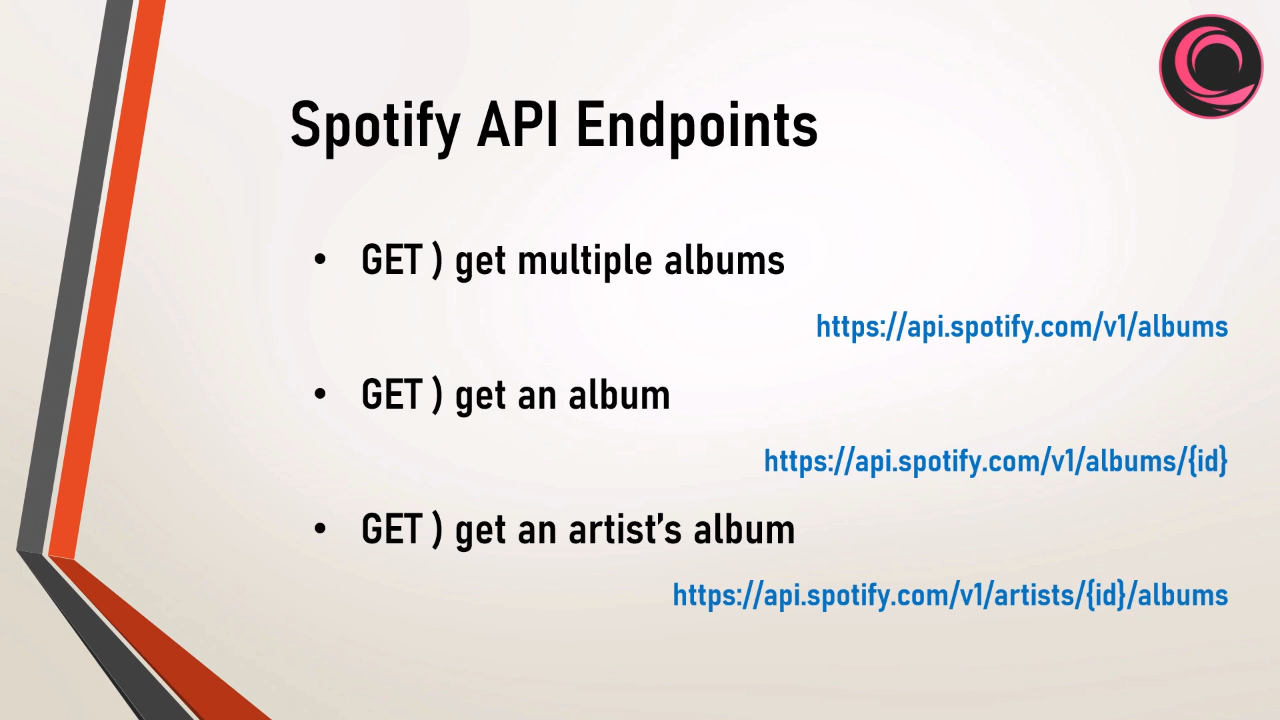 Spotify API Endpoints
• GET ) get multiple albums
https://api.spotify.com/v1/albums
• GET ) get an album
https://api.spotify.com/v1/albums/{id}
• GET ) get an artist’s album
https://api.spotify.com/v1/artists/{id}/albums